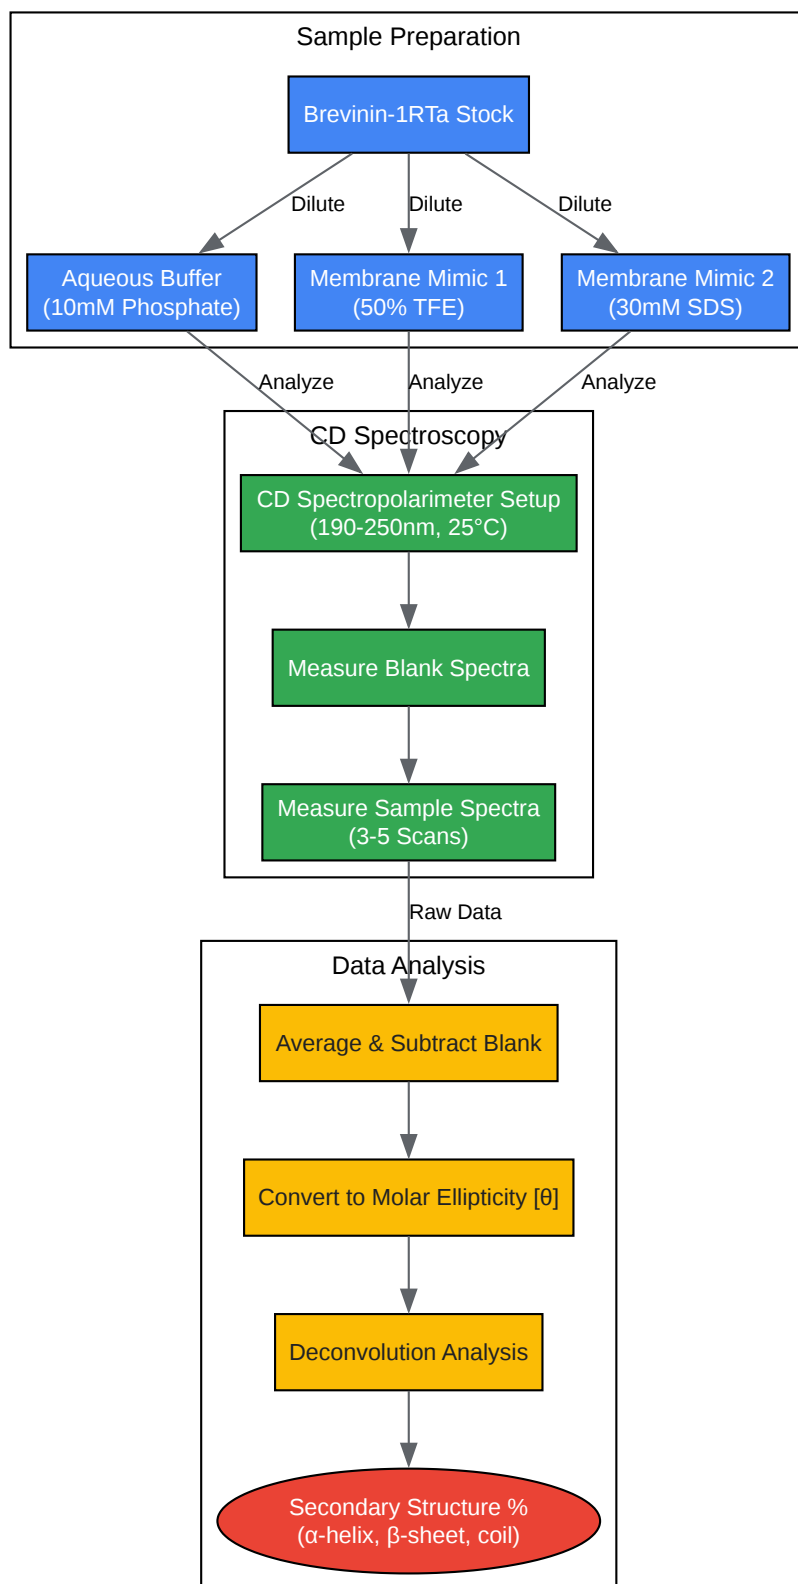 Sample Preparation
Brevinin-1RTa Stock
Dilute
Dilute
Dilute
Aqueous Buffer
(10mM Phosphate)
Membrane Mimic 1
(50% TFE)
Membrane Mimic 2
(30mM SDS)
Analyze
Analyze
Analyze
CD Spectroscopy
CD Spectropolarimeter Setup
(190-250nm, 25°C)
Measure Blank Spectra
Measure Sample Spectra
(3-5 Scans)
Raw Data
Data Analysis
Average & Subtract Blank
Convert to Molar Ellipticity [θ]
Deconvolution Analysis
Secondary Structure %
(α-helix, β-sheet, coil)